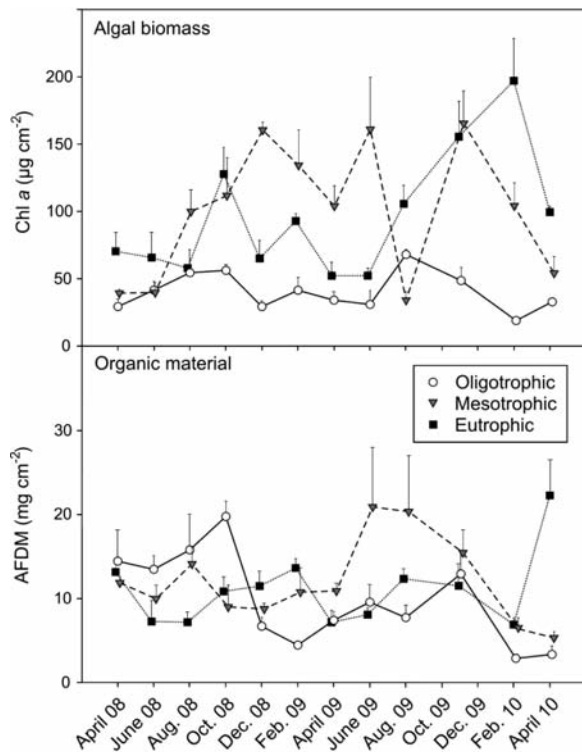 Algal biomass
200
150
100
50
0
Chl a (µg cm⁻²)
Organic material
Oligotrophic
Mesotrophic
Eutrophic
30
20
10
0
AFDM (mg cm⁻²)
April 08
June 08
Aug. 08
Oct. 08
Dec. 08
Feb. 09
April 09
June 09
Aug. 09
Oct. 09
Dec. 09
Feb. 10
April 10